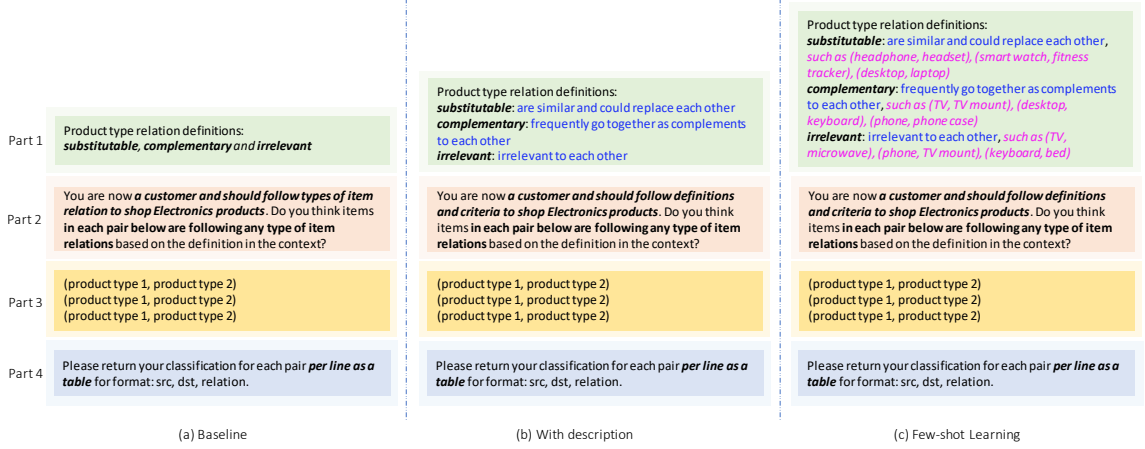 Part 1
Product type relation definitions:
substitutable, complementary and irrelevant
Part 2
You are now a customer and should follow types of item
relation to shop Electronics products. Do you think items
in each pair below are following any type of item
relations based on the definition in the context?
Part 3
(product type 1, product type 2)
(product type 1, product type 2)
(product type 1, product type 2)
Part 4
Please return your classification for each pair per line as a
table for format: src, dst, relation.
(a) Baseline
Product type relation definitions:
substitutable: are similar and could replace each other
complementary: frequently go together as complements
to each other
irrelevant: irrelevant to each other
You are now a customer and should follow definitions
and criteria to shop Electronics products. Do you think
items in each pair below are following any type of item
relations based on the definition in the context?
(product type 1, product type 2)
(product type 1, product type 2)
(product type 1, product type 2)
Please return your classification for each pair per line as a
table for format: src, dst, relation.
(b) With description
Product type relation definitions:
substitutable: are similar and could replace each other,
such as (headphone, headset), (smart watch, fitness
tracker), (desktop, laptop)
complementary: frequently go together as complements
to each other, such as (TV, TV mount), (desktop,
keyboard), (phone, phone case)
irrelevant: irrelevant to each other, such as (TV,
microwave), (phone, TV mount), (keyboard, bed)
You are now a customer and should follow definitions
and criteria to shop Electronics products. Do you think
items in each pair below are following any type of item
relations based on the definition in the context?
(product type 1, product type 2)
(product type 1, product type 2)
(product type 1, product type 2)
Please return your classification for each pair per line as a
table for format: src, dst, relation.
(c) Few-shot Learning